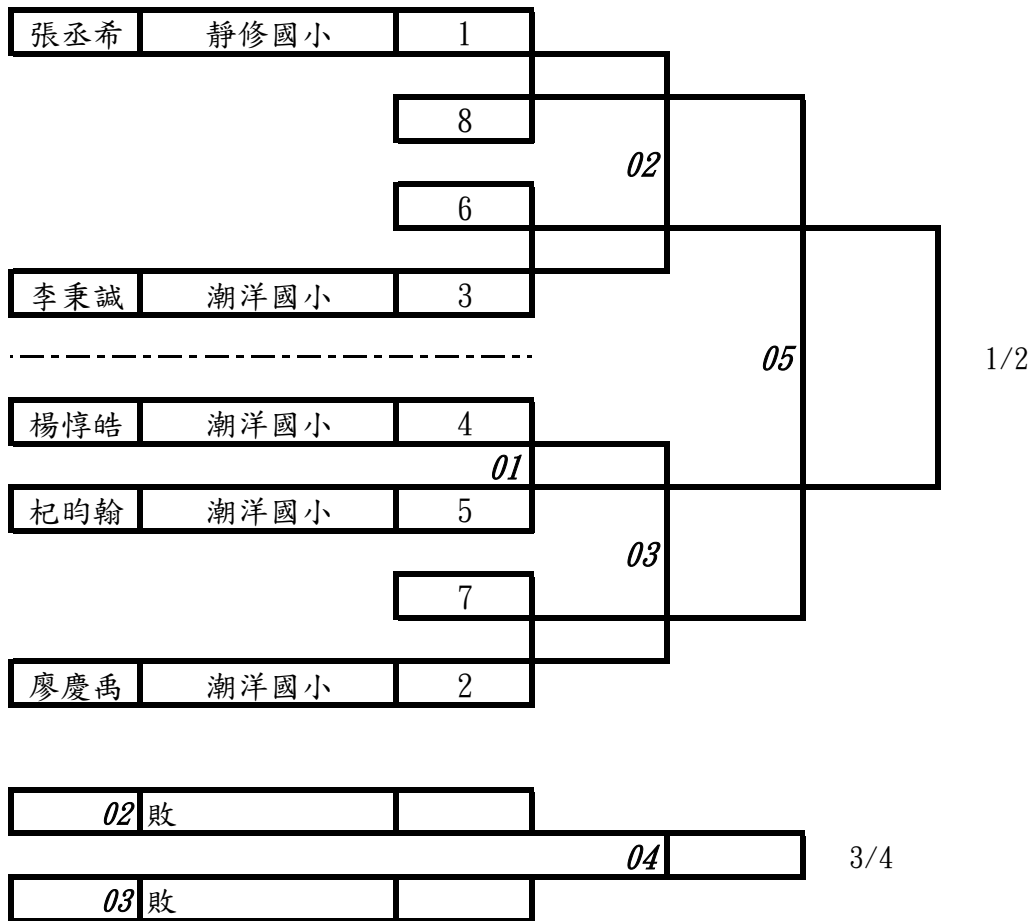 張丞希 靜修國小 1
8
02
6
李秉誠 潮洋國小 3
05 1/2
楊惇皓 潮洋國小 4
01
杞昀翰 潮洋國小 5
03
7
廖慶禹 潮洋國小 2
02 敗
04 3/4
03 敗